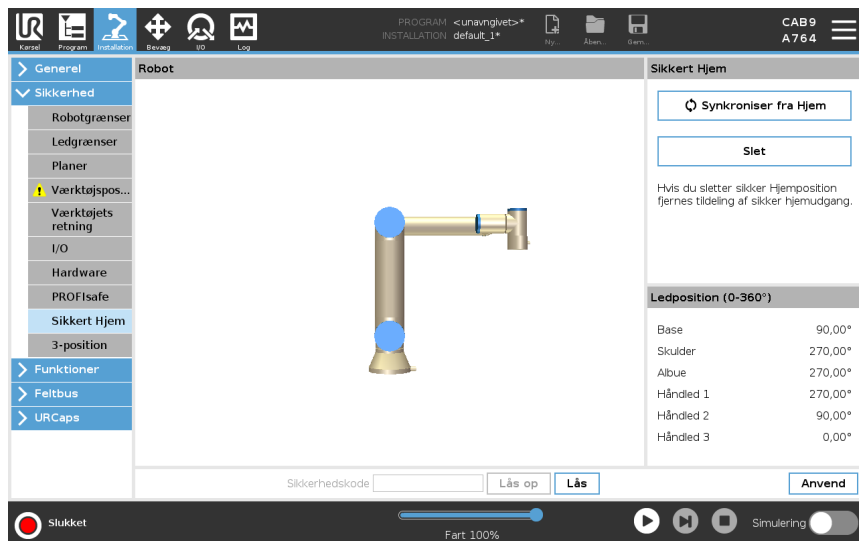 PROGRAM <unavngivet>*
INSTALLATION default_1*
CAB9
A764
UR
Kørsel
Program
Installation
Bevæg
I/O
Log
Ny...
Åben...
Gem...
Generel
Sikkerhed
Robotgrænser
Ledgrænser
Planer
Værktøjspos...
Værktøjets
retning
I/O
Hardware
PROFIsafe
Sikkert Hjem
3-position
Funktioner
Feltbus
URCaps
Robot
Sikkert Hjem
Synkroniser fra Hjem
Slet
Hvis du sletter sikker Hjemposition
fjernes tildeling af sikker hjemudgang.
Ledposition (0-360°)
Base 90,00°
Skulder 270,00°
Albue 270,00°
Håndled 1 270,00°
Håndled 2 90,00°
Håndled 3 0,00°
Sikkerhedskode Lås op Lås Anvend
Slukket
Fart 100%
Simulering